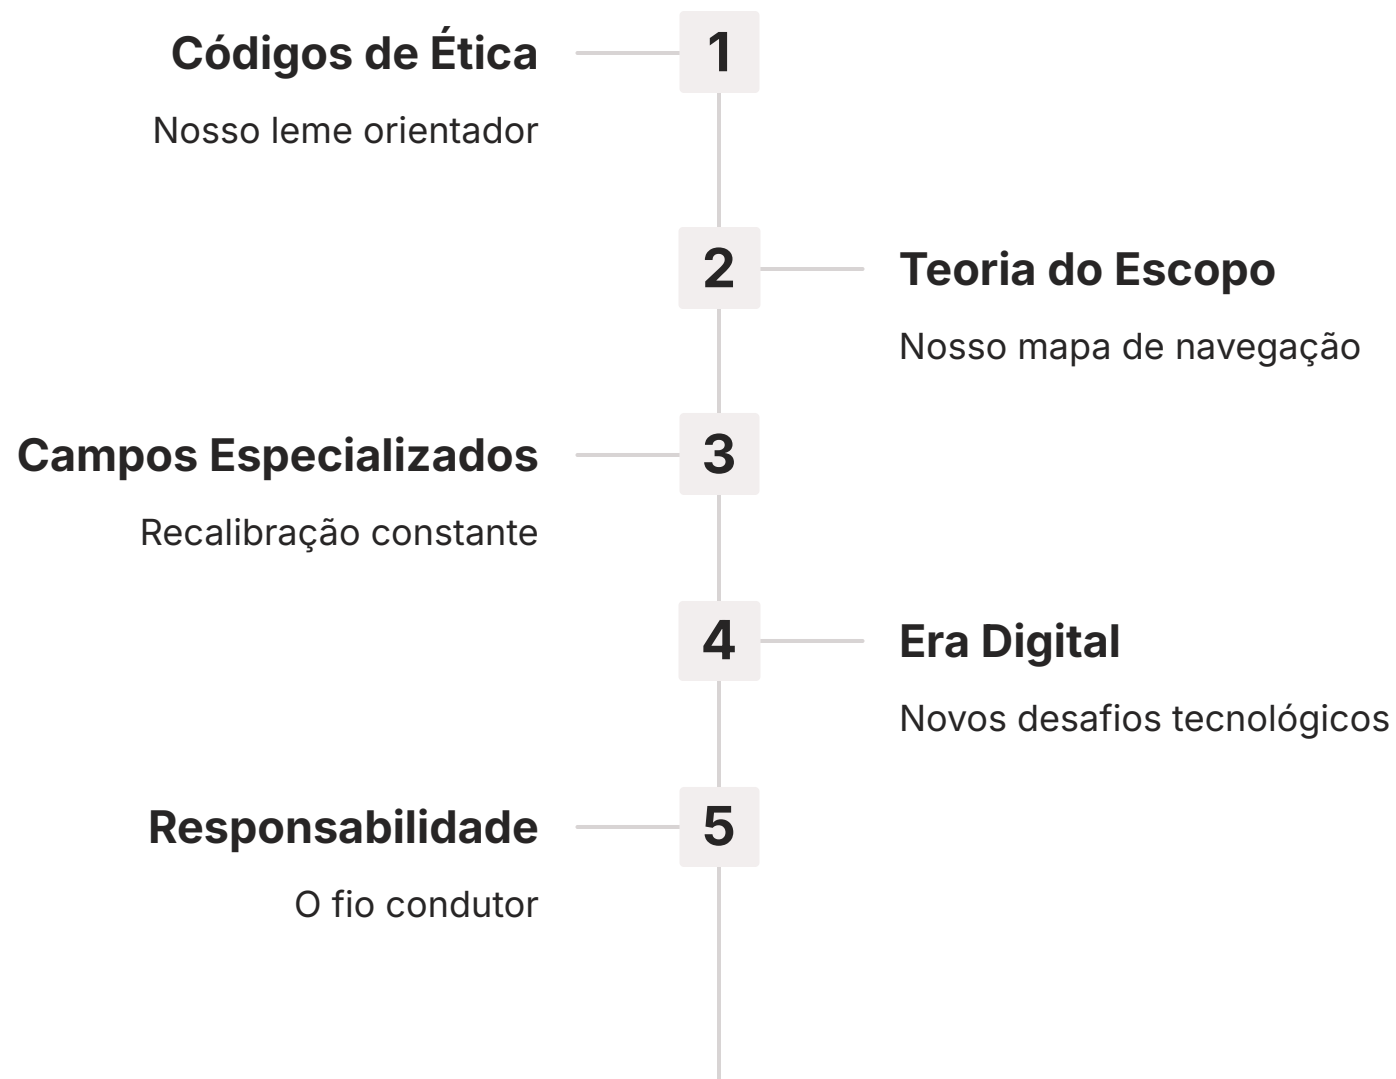 Códigos de Ética
1
Nosso leme orientador
2
Teoria do Escopo
Nosso mapa de navegação
Campos Especializados
3
Recalibração constante
4
Era Digital
Novos desafios tecnológicos
Responsabilidade
5
O fio condutor